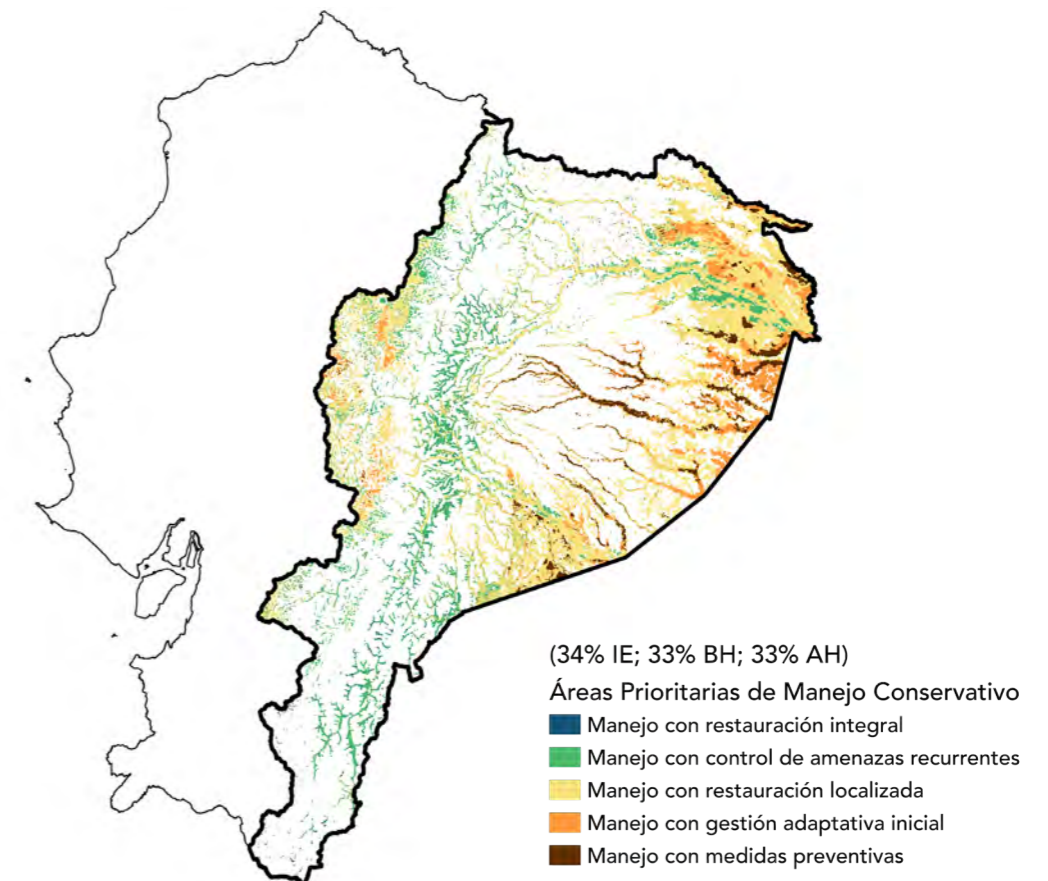 (34% IE; 33% BH; 33% AH)
Áreas Prioritarias de Manejo Conservativo
Manejo con restauración integral
Manejo con control de amenazas recurrentes
Manejo con restauración localizada
Manejo con gestión adaptativa inicial
Manejo con medidas preventivas